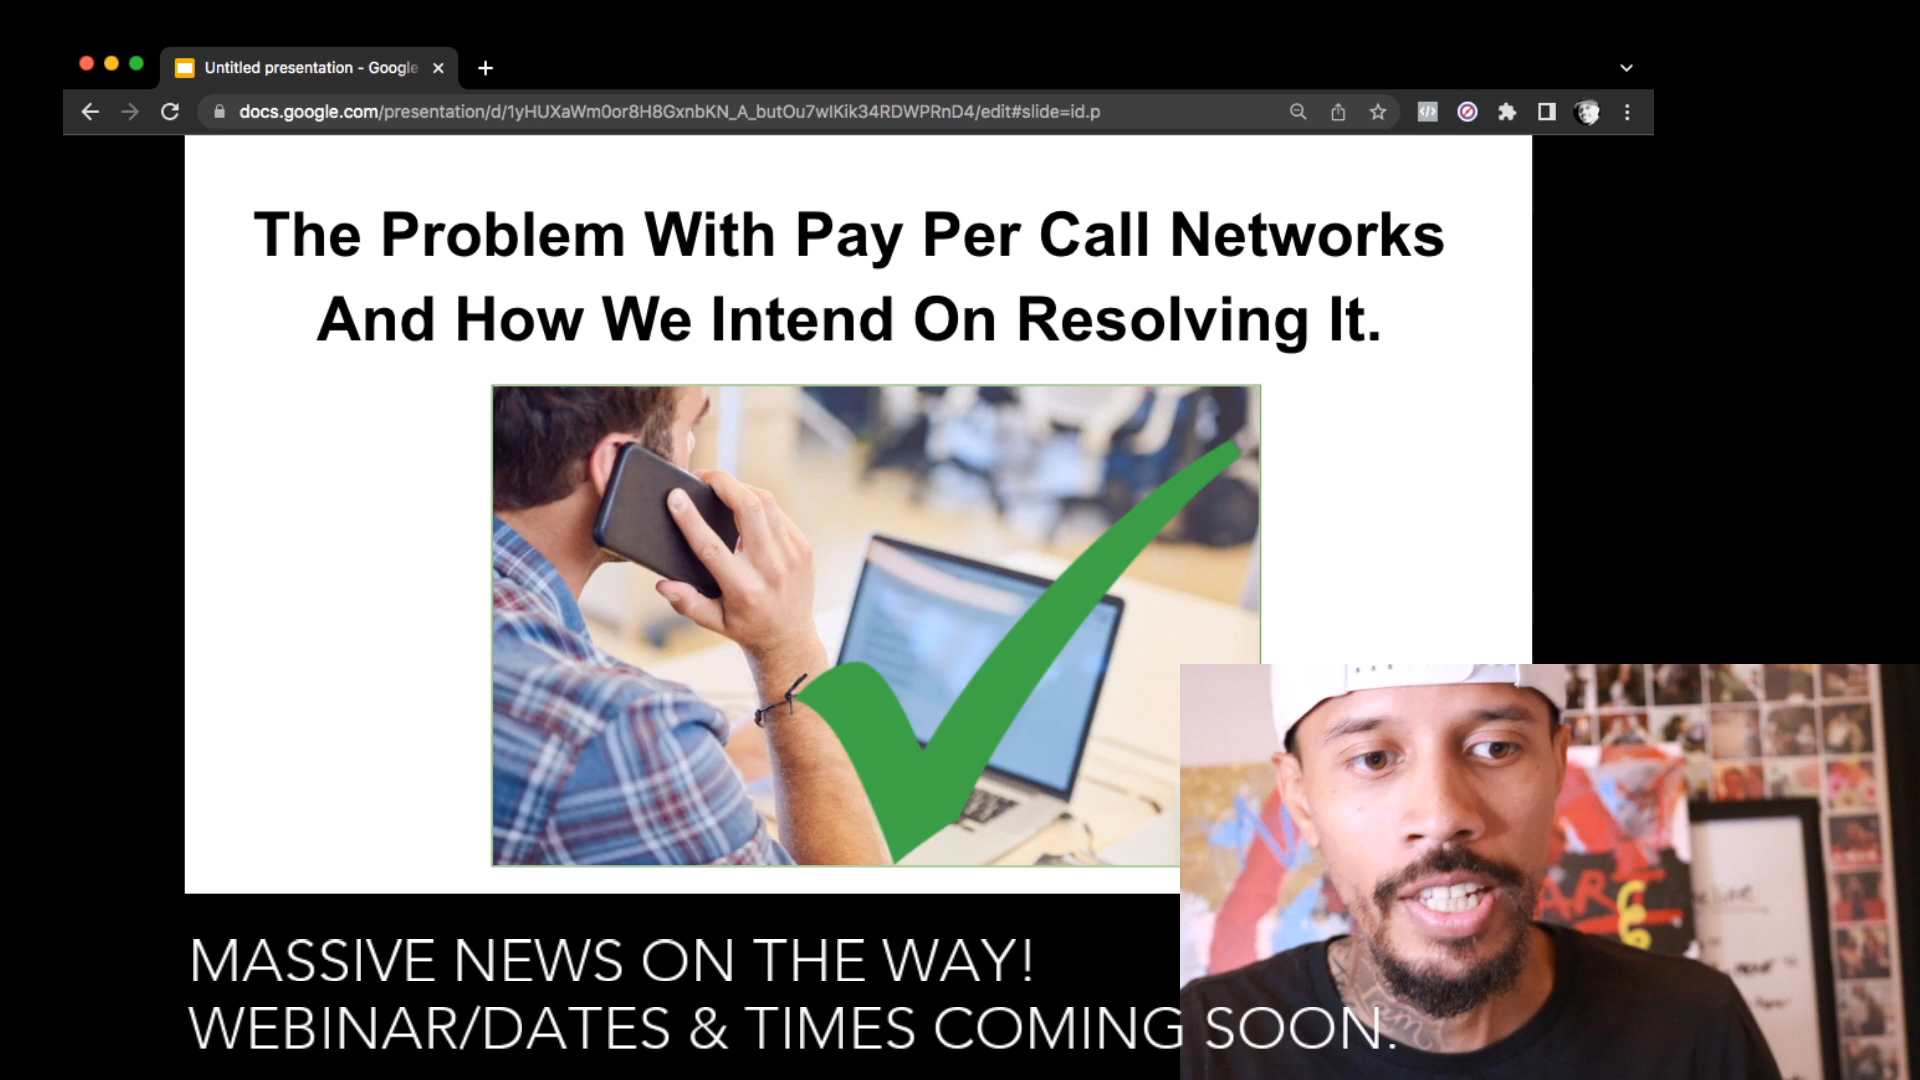 Untitled presentation - Google
docs.google.com/presentation/d/1yHUXaWm0or8H8GxnbKN_A_butOu7wlKik34RDWPRnD4/edit#slide=id.p
The Problem With Pay Per Call Networks
And How We Intend On Resolving It.
ART
MASSIVE NEWS ON THE WAY!
WEBINAR/DATES & TIMES COMING SOON.